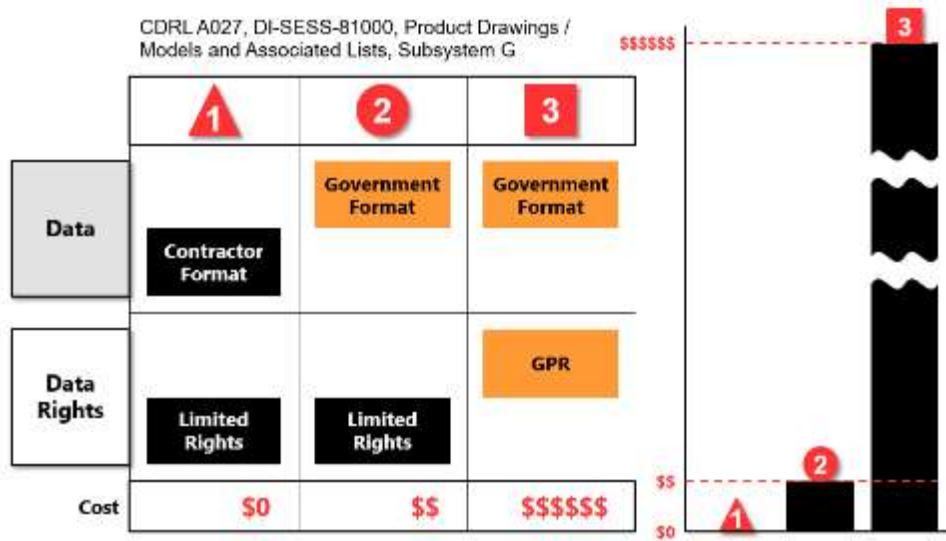 CDRL A027, DI-SESS-81000, Product Drawings /
Models and Associated Lists, Subsystem G
1
2
3
Data
Contractor
Format
Government
Format
Government
Format
Data
Rights
Limited
Rights
Limited
Rights
GPR
Cost
$0
$$
$$$$$$
$$$$$$
3
$$
2
$0
1